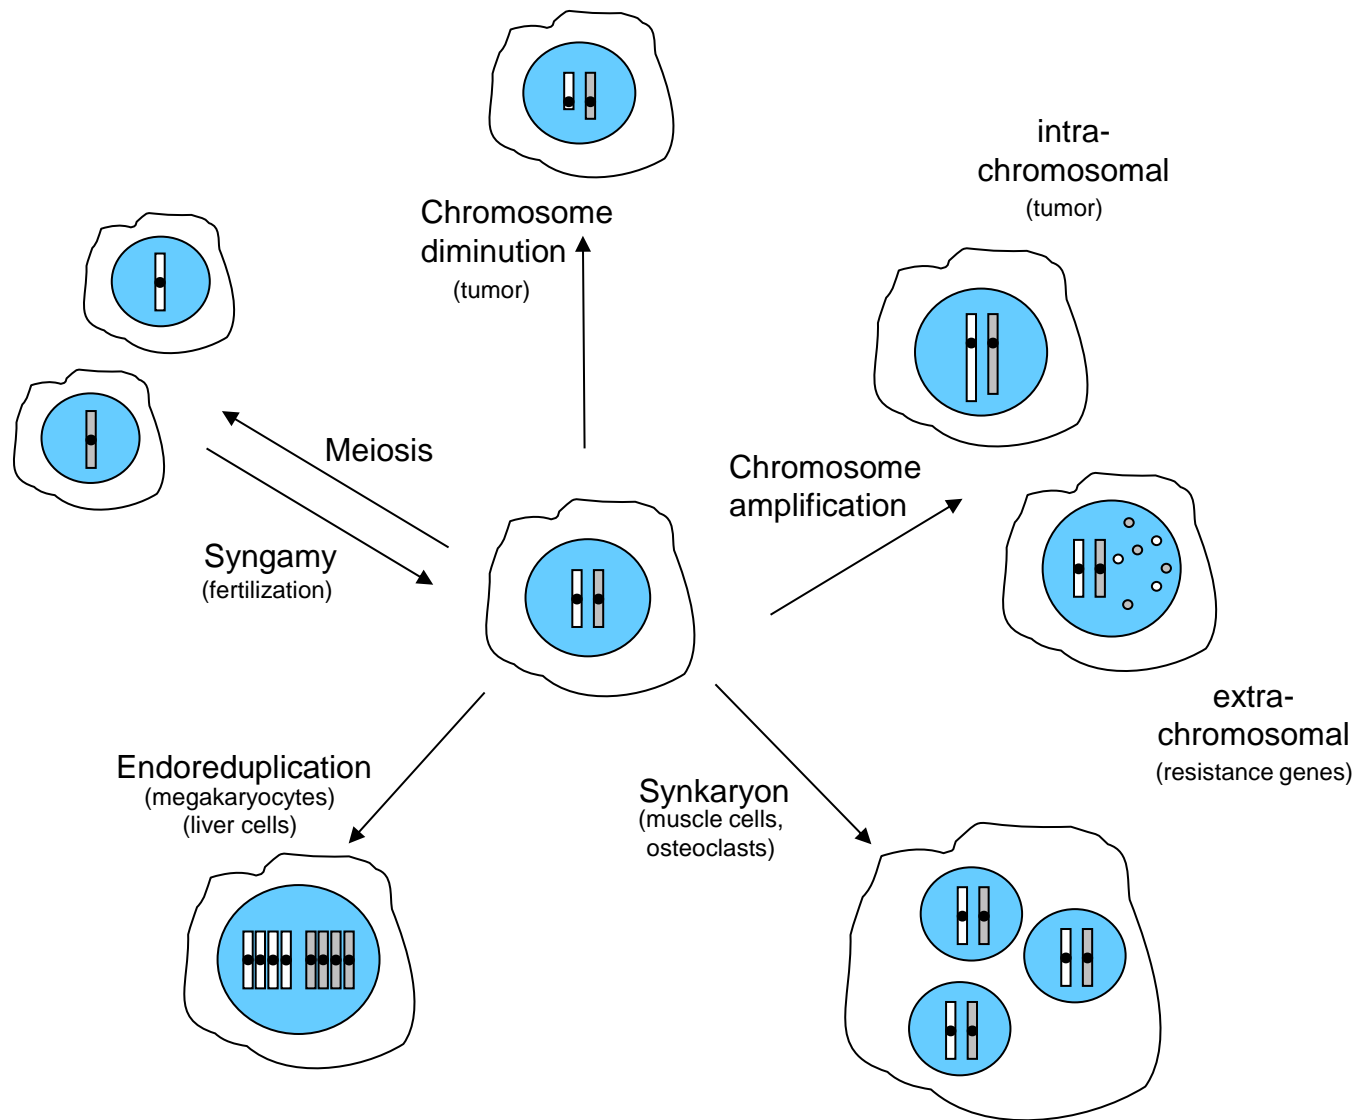 Chromosome
diminution
(tumor)
intra-
chromosomal
(tumor)
Meiosis
Syngamy
(fertilization)
Chromosome
amplification
extra-
chromosomal
(resistance genes)
Endoreduplication
(megakaryocytes)
(liver cells)
Synkaryon
(muscle cells,
osteoclasts)